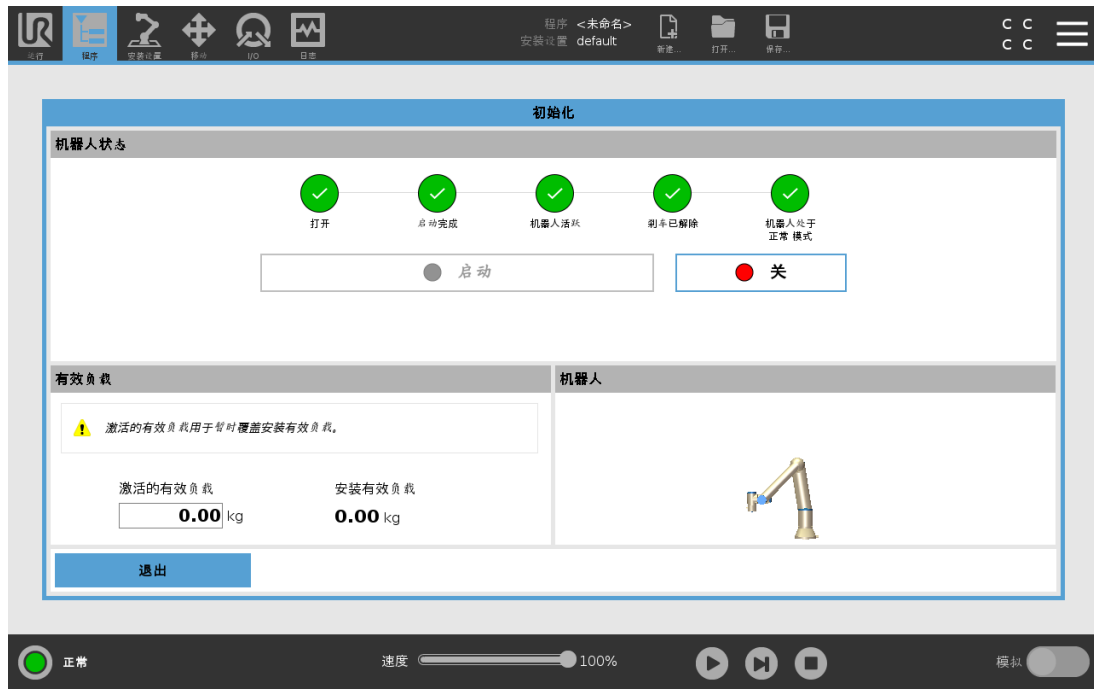 程序 <未命名>
安装设置 default
C C
C C
运行 程序 安装设置 移动 I/O 日志 新建... 打开... 保存...
初始化
机器人状态
打开 启动完成 机器人活跃 刹车已解除 机器人处于
正常 模式
启动 关
有效负载
机器人
激活的有效负载用于暂时覆盖安装有效负载。
激活的有效负载 安装有效负载
0.00 kg 0.00 kg
退出
正常 速度 100% 模拟